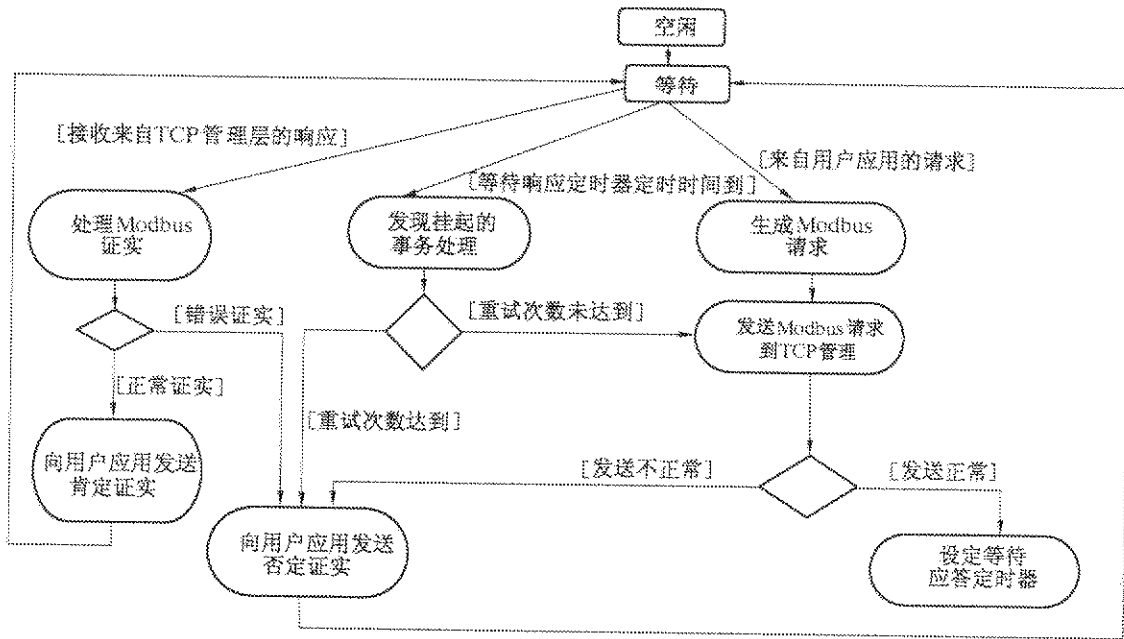 空闲
等待
[接收来自TCP管理层的响应]
[来自用户应用的请求]
[等待响应定时器定时时间到]
处理Modbus
证实
发现挂起的
事务处理
生成Modbus
请求
[错误证实]
[重试次数未达到]
发送Modbus请求
到TCP管理
[正常证实]
[重试次数达到]
向用户应用发送
肯定证实
[发送不正常]
[发送正常]
向用户应用发送
否定证实
设定等待
应答定时器